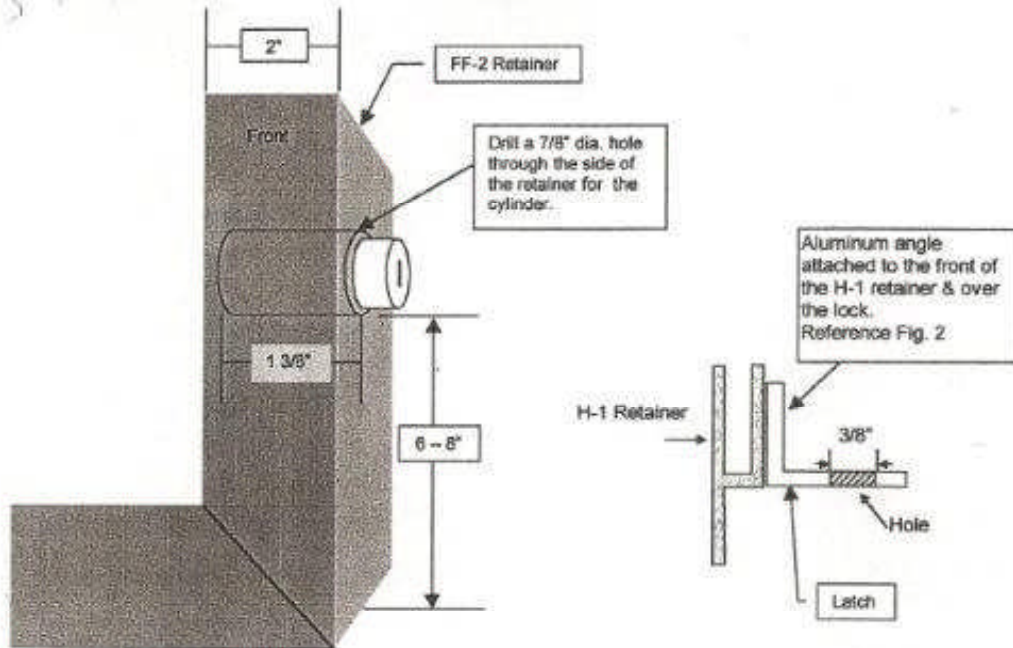 2"
FF-2 Retainer
Front
Drill a 7/8" dia. hole
through the side of
the retainer for the
cylinder.
Aluminum angle
attached to the front of
the H-1 retainer & over
the lock.
Reference Fig. 2
1 3/8"
H-1 Retainer
3/8"
6 – 8"
Hole
Latch